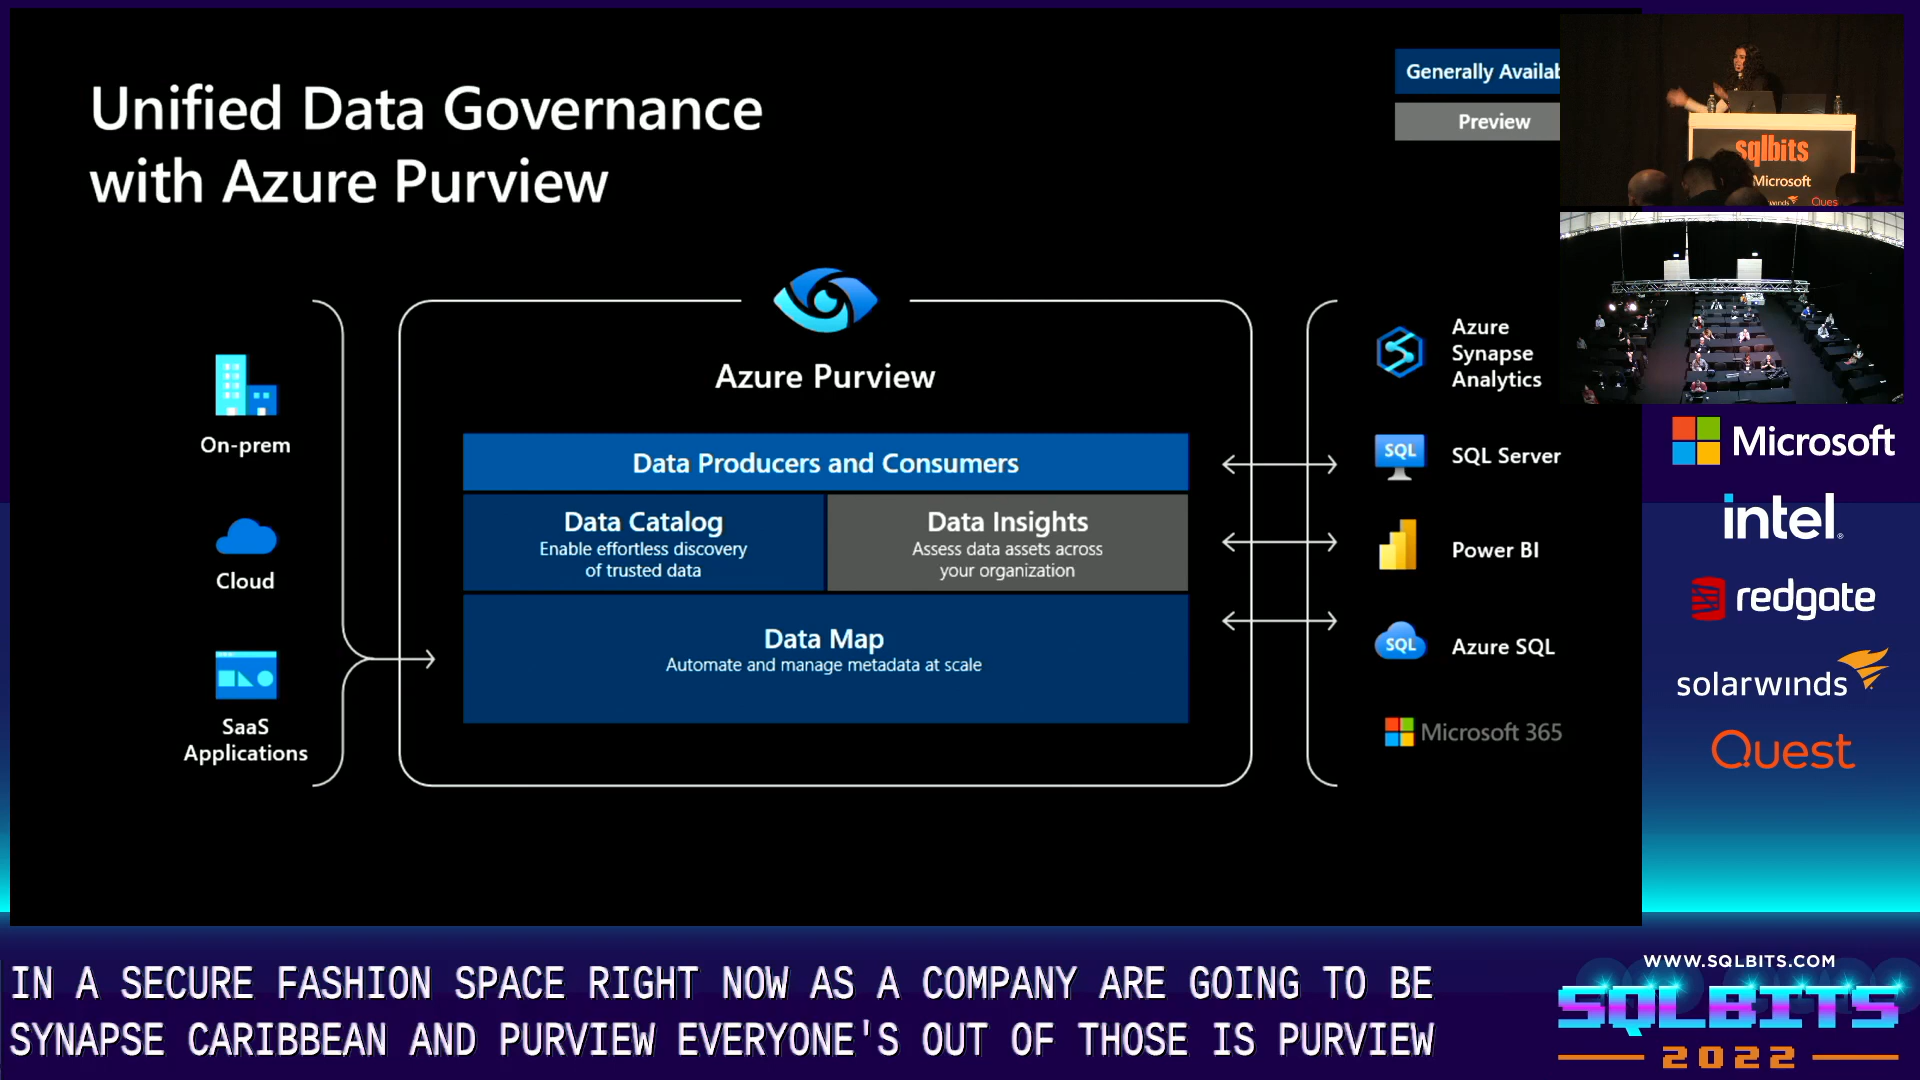 Unified Data Governance
with Azure Purview
Generally Availab
Preview
On-prem
Cloud
SaaS
Applications
Azure Purview
Data Producers and Consumers
Data Catalog
Enable effortless discovery
of trusted data
Data Insights
Assess data assets across
your organization
Data Map
Automate and manage metadata at scale
Azure
Synapse
Analytics
SQL
SQL Server
Power BI
SQL
Azure SQL
Microsoft 365
sqlbits
Microsoft
Ques
Microsoft
intel.
redgate
solarwinds
Quest
IN A SECURE FASHION SPACE RIGHT NOW AS A COMPANY ARE GOING TO BE
SYNAPSE CARIBBEAN AND PURVIEW EVERYONE'S OUT OF THOSE IS PURVIEW
WWW.SQLBITS.COM
SQLBITS
2022